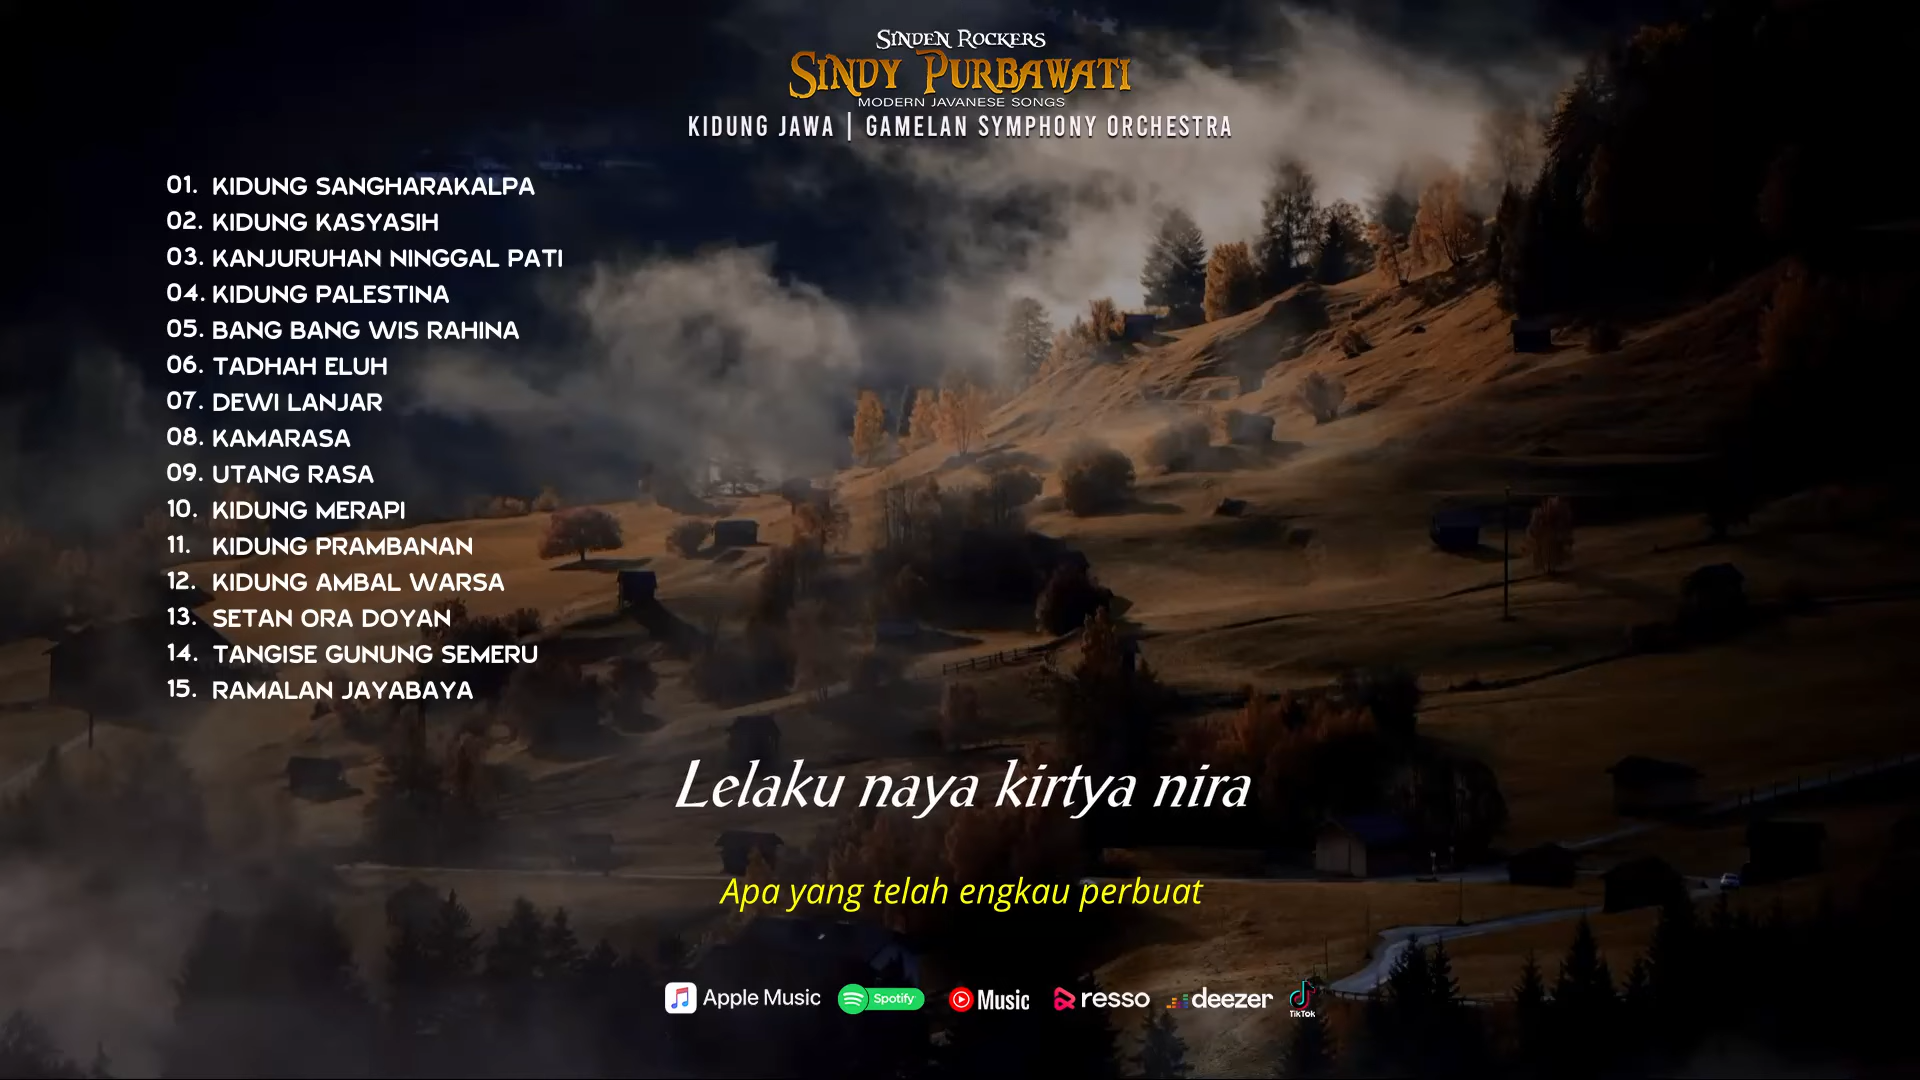 SINDEN ROCKERS
SINDY PURBAWATI
MODERN JAVANESE SONGS
KIDUNG JAWA | GAMELAN SYMPHONY ORCHESTRA
01. KIDUNG SANGHARAKALPA
02. KIDUNG KASYASIH
03. KANJURUHAN NINGGAL PATI
04. KIDUNG PALESTINA
05. BANG BANG WIS RAHINA
06. TADHAH ELUH
07. DEWI LANJAR
08. KAMARASA
09. UTANG RASA
10. KIDUNG MERAPI
11. KIDUNG PRAMBANAN
12. KIDUNG AMBAL WARSA
13. SETAN ORA DOYAN
14. TANGISE GUNUNG SEMERU
15. RAMALAN JAYABAYA
Lelaku naya kirtya nira
Apa yang telah engkau perbuat
Apple Music Spotify Music resso deezer TikTok